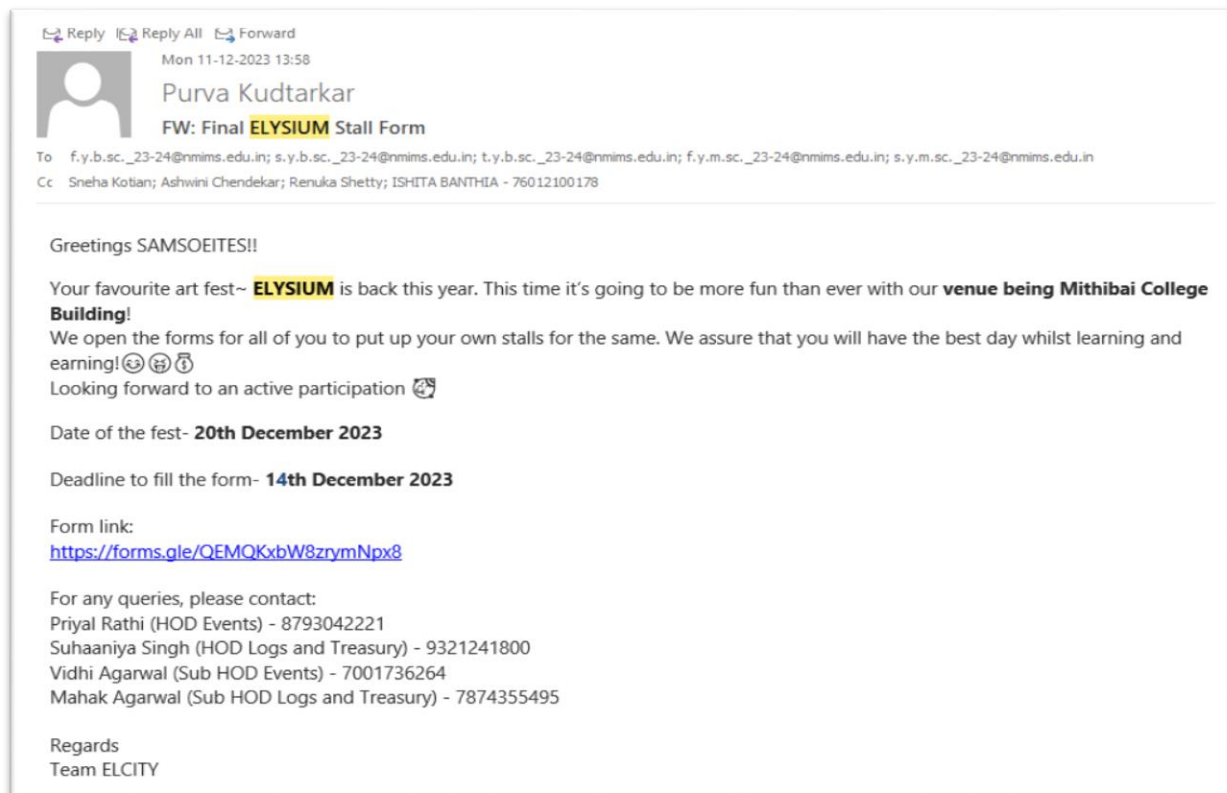 Reply Reply All Forward
Mon 11-12-2023 13:58
Purva Kudtarkar
FW: Final ELYSIUM Stall Form
To f.y.b.sc._23-24@nmims.edu.in; s.y.b.sc._23-24@nmims.edu.in; t.y.b.sc._23-24@nmims.edu.in; f.y.m.sc._23-24@nmims.edu.in; s.y.m.sc._23-24@nmims.edu.in
Cc Sneha Kotian; Ashwini Chendekar; Renuka Shetty; ISHITA BANTHIA - 76012100178
Greetings SAMSOEITES!!
Your favourite art fest~ ELYSIUM is back this year. This time it's going to be more fun than ever with our venue being Mithibai College
Building!
We open the forms for all of you to put up your own stalls for the same. We assure that you will have the best day whilst learning and
earning!
Looking forward to an active participation
Date of the fest- 20th December 2023
Deadline to fill the form- 14th December 2023
Form link:
https://forms.gle/QEMQKxbW8zrymNpx8
For any queries, please contact:
Priyal Rathi (HOD Events) - 8793042221
Suhaaniya Singh (HOD Logs and Treasury) - 9321241800
Vidhi Agarwal (Sub HOD Events) - 7001736264
Mahak Agarwal (Sub HOD Logs and Treasury) - 7874355495
Regards
Team ELCITY